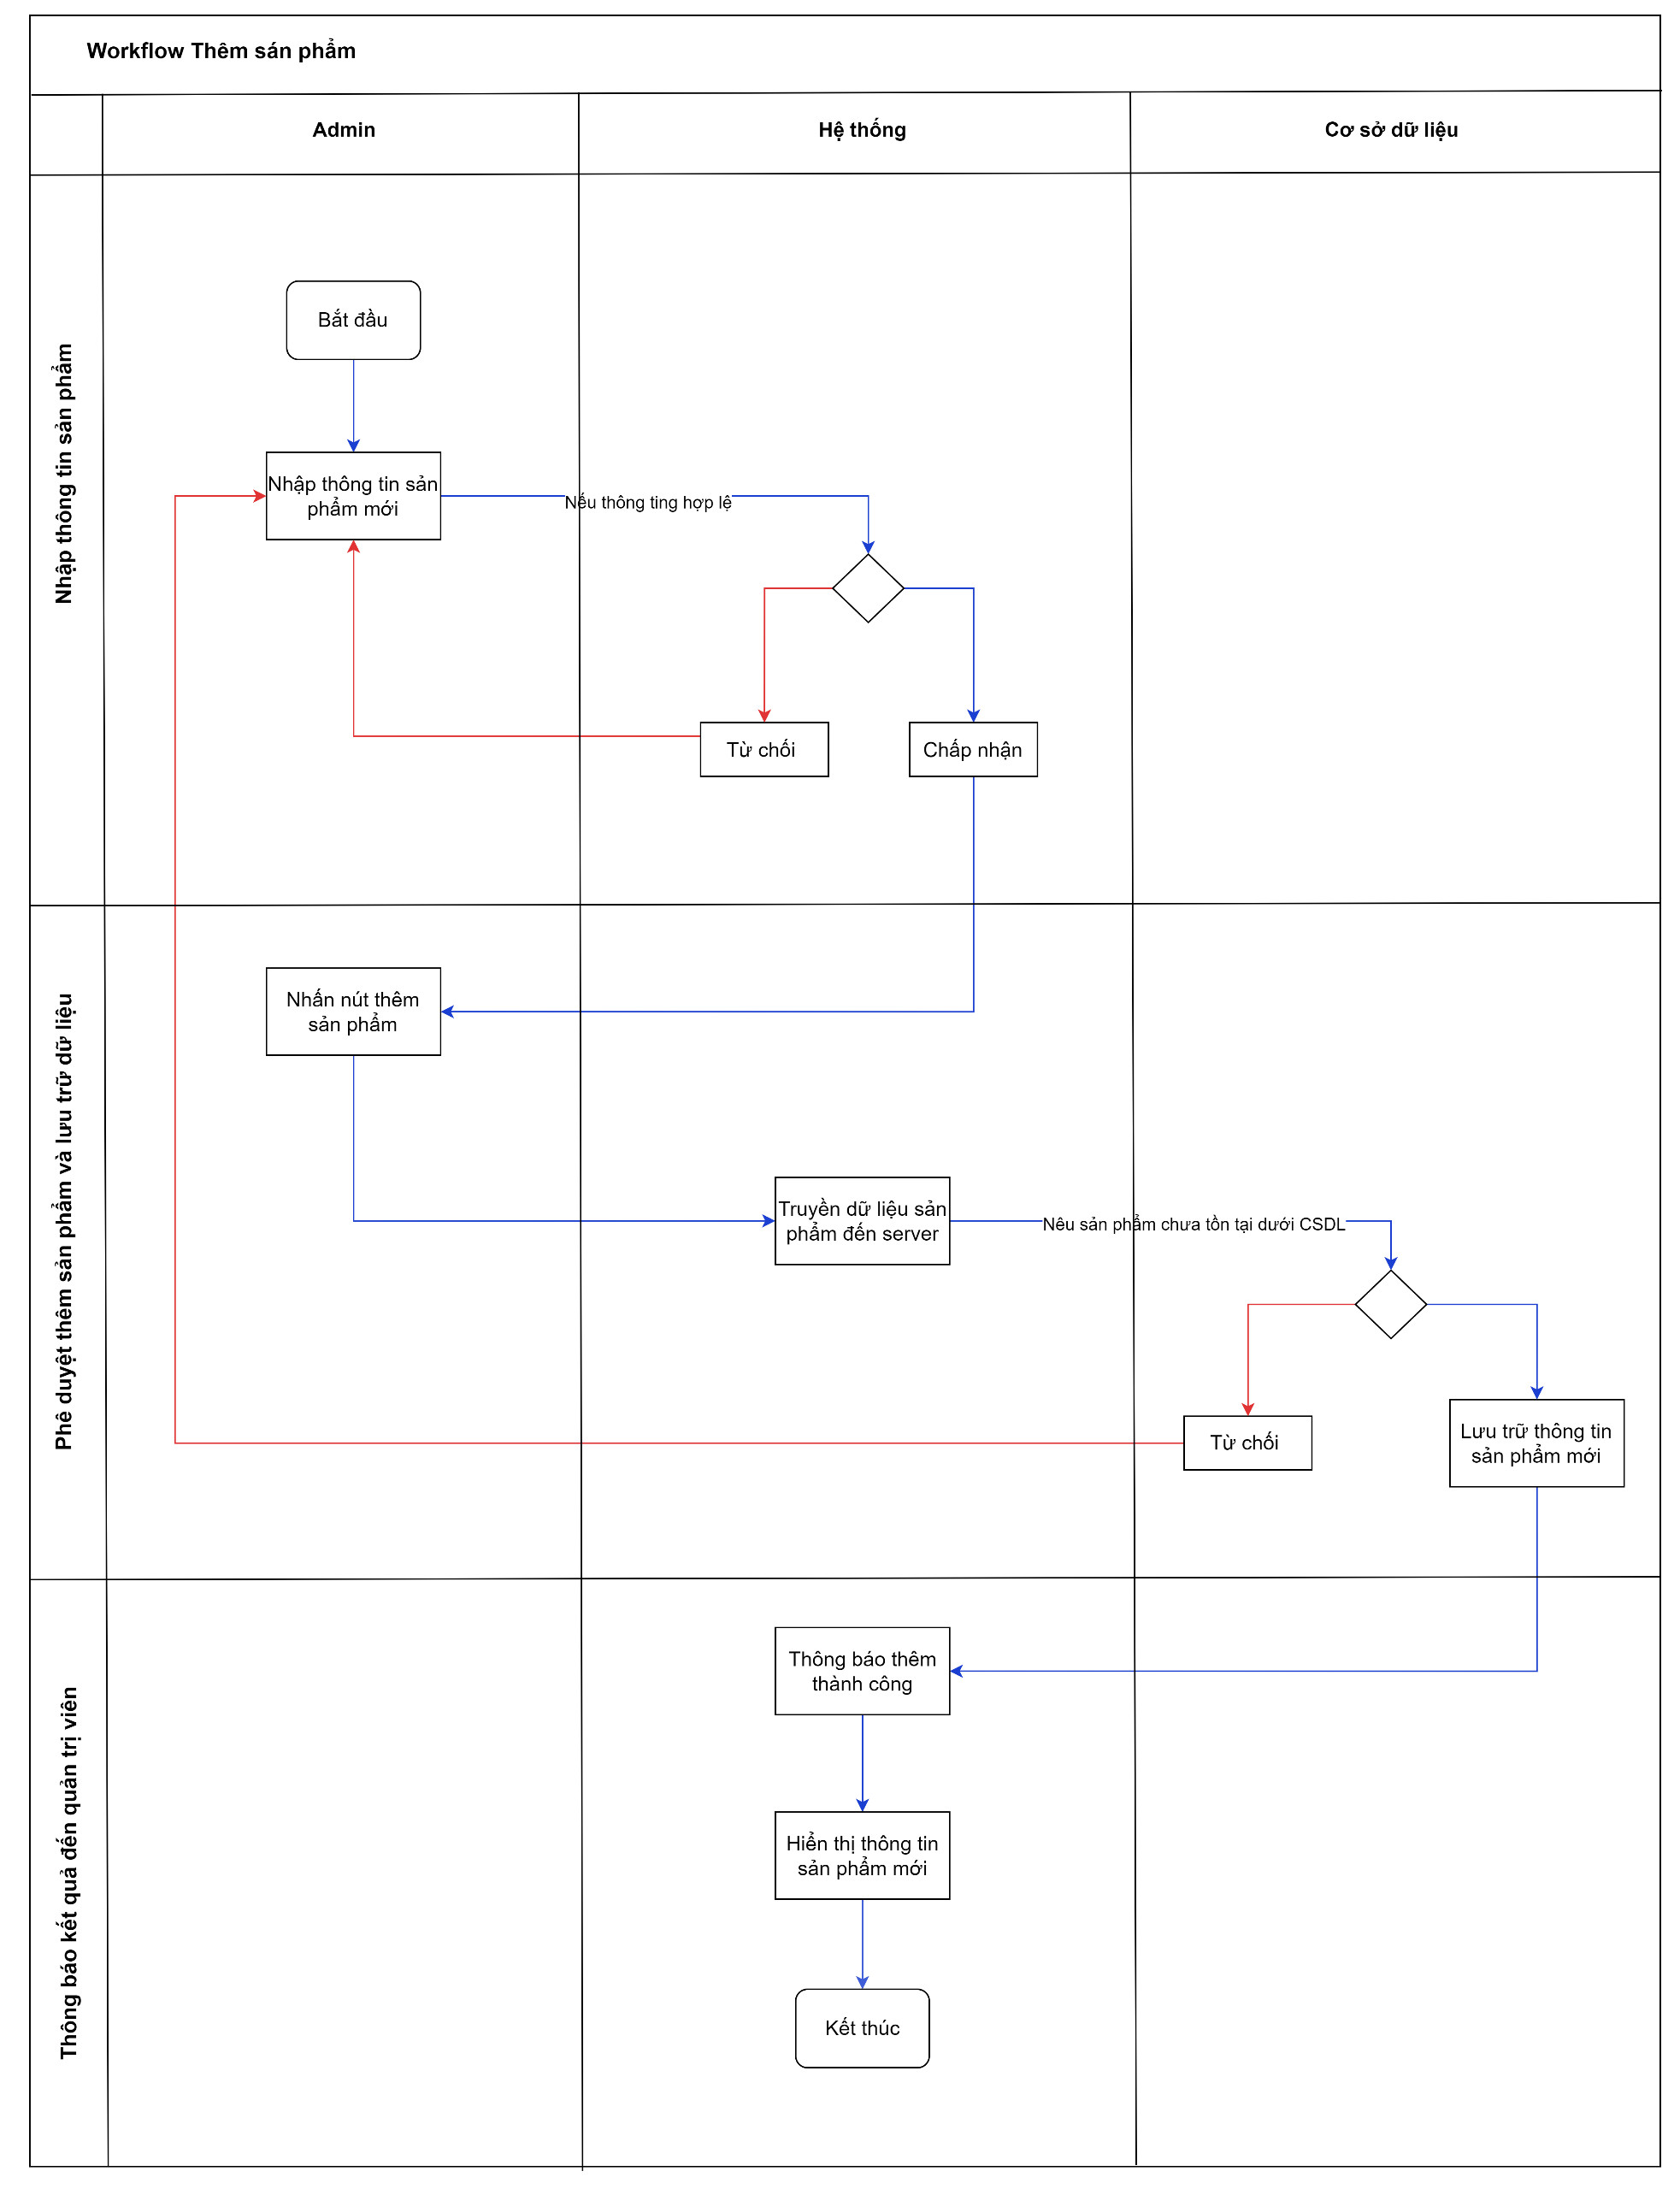 Workflow Thêm sán phẩm
Admin
Hệ thống
Cơ sở dữ liệu
Nhập thông tin sản phẩm
Bắt đầu
Nhập thông tin sản
phẩm mới
Nếu thông ting hợp lệ
Từ chối
Chấp nhận
Phê duyệt thêm sản phẩm và lưu trữ dữ liệu
Nhấn nút thêm
sản phẩm
Truyền dữ liệu sản
phẩm đến server
Nêu sản phẩm chưa tồn tại dưới CSDL
Từ chối
Lưu trữ thông tin
sản phẩm mới
Thông báo kết quả đến quản trị viên
Thông báo thêm
thành công
Hiển thị thông tin
sản phẩm mới
Kết thúc